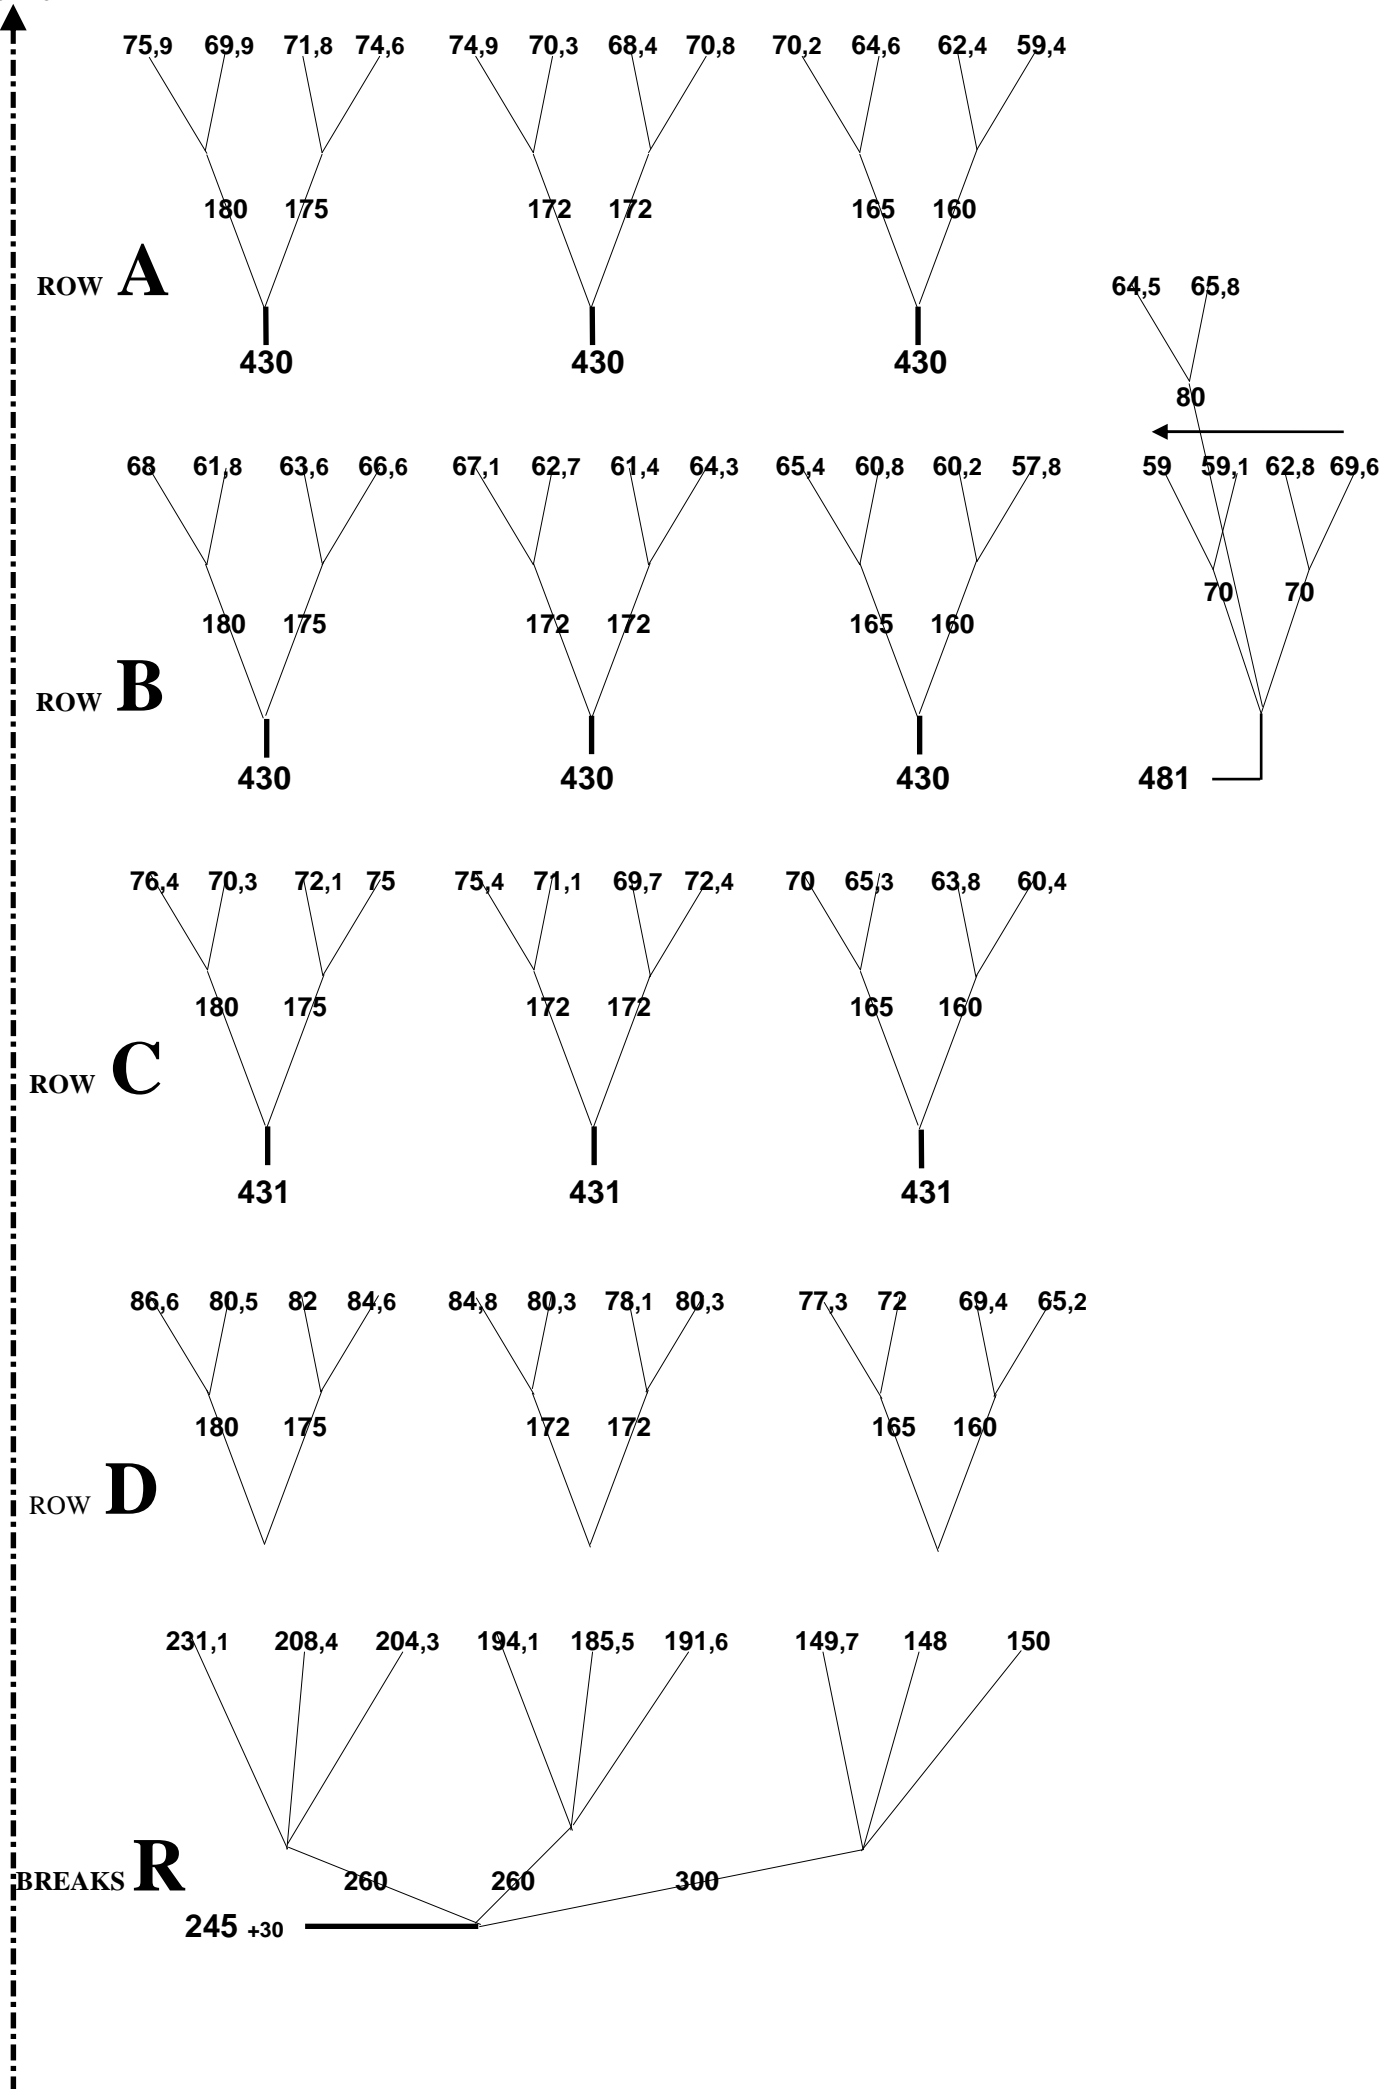 75,9 69,9 71,8 74,6 74,9 70,3 68,4 70,8 70,2 64,6 62,4 59,4
180 175 172 172 165 160
ROW A
64,5 65,8
430 430 430
80
68 61,8 63,6 66,6 67,1 62,7 61,4 64,3 65,4 60,8 60,2 57,8 59 59,1 62,8 69,6
70 70
180 175 172 172 165 160
ROW B
430 430 430 481
76,4 70,3 72,1 75 75,4 71,1 69,7 72,4 70 65,3 63,8 60,4
180 175 172 172 165 160
ROW C
431 431 431
86,6 80,5 82 84,6 84,8 80,3 78,1 80,3 77,3 72 69,4 65,2
180 175 172 172 165 160
ROW D
231,1 208,4 204,3 194,1 185,5 191,6 149,7 148 150
BREAKS R 260 260 300
245 +30